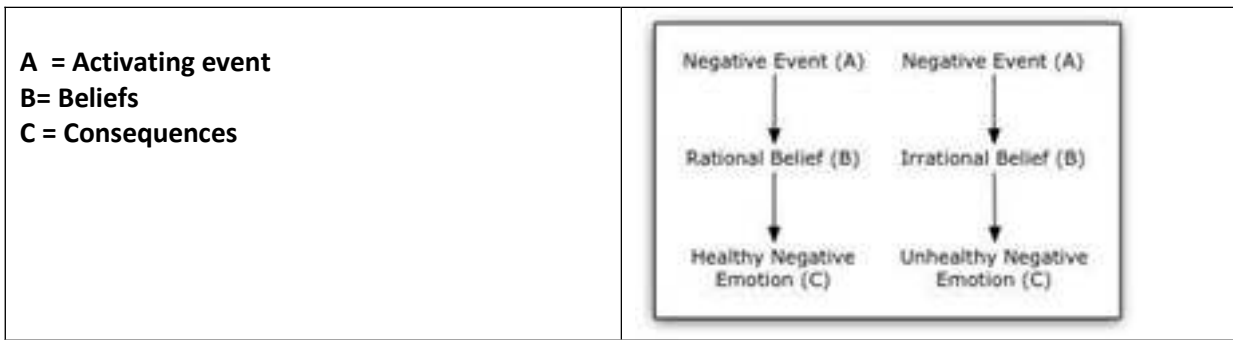 A = Activating event
B= Beliefs
C = Consequences
Negative Event (A) Negative Event (A)
Rational Belief (B) Irrational Belief (B)
Healthy Negative Unhealthy Negative
Emotion (C) Emotion (C)